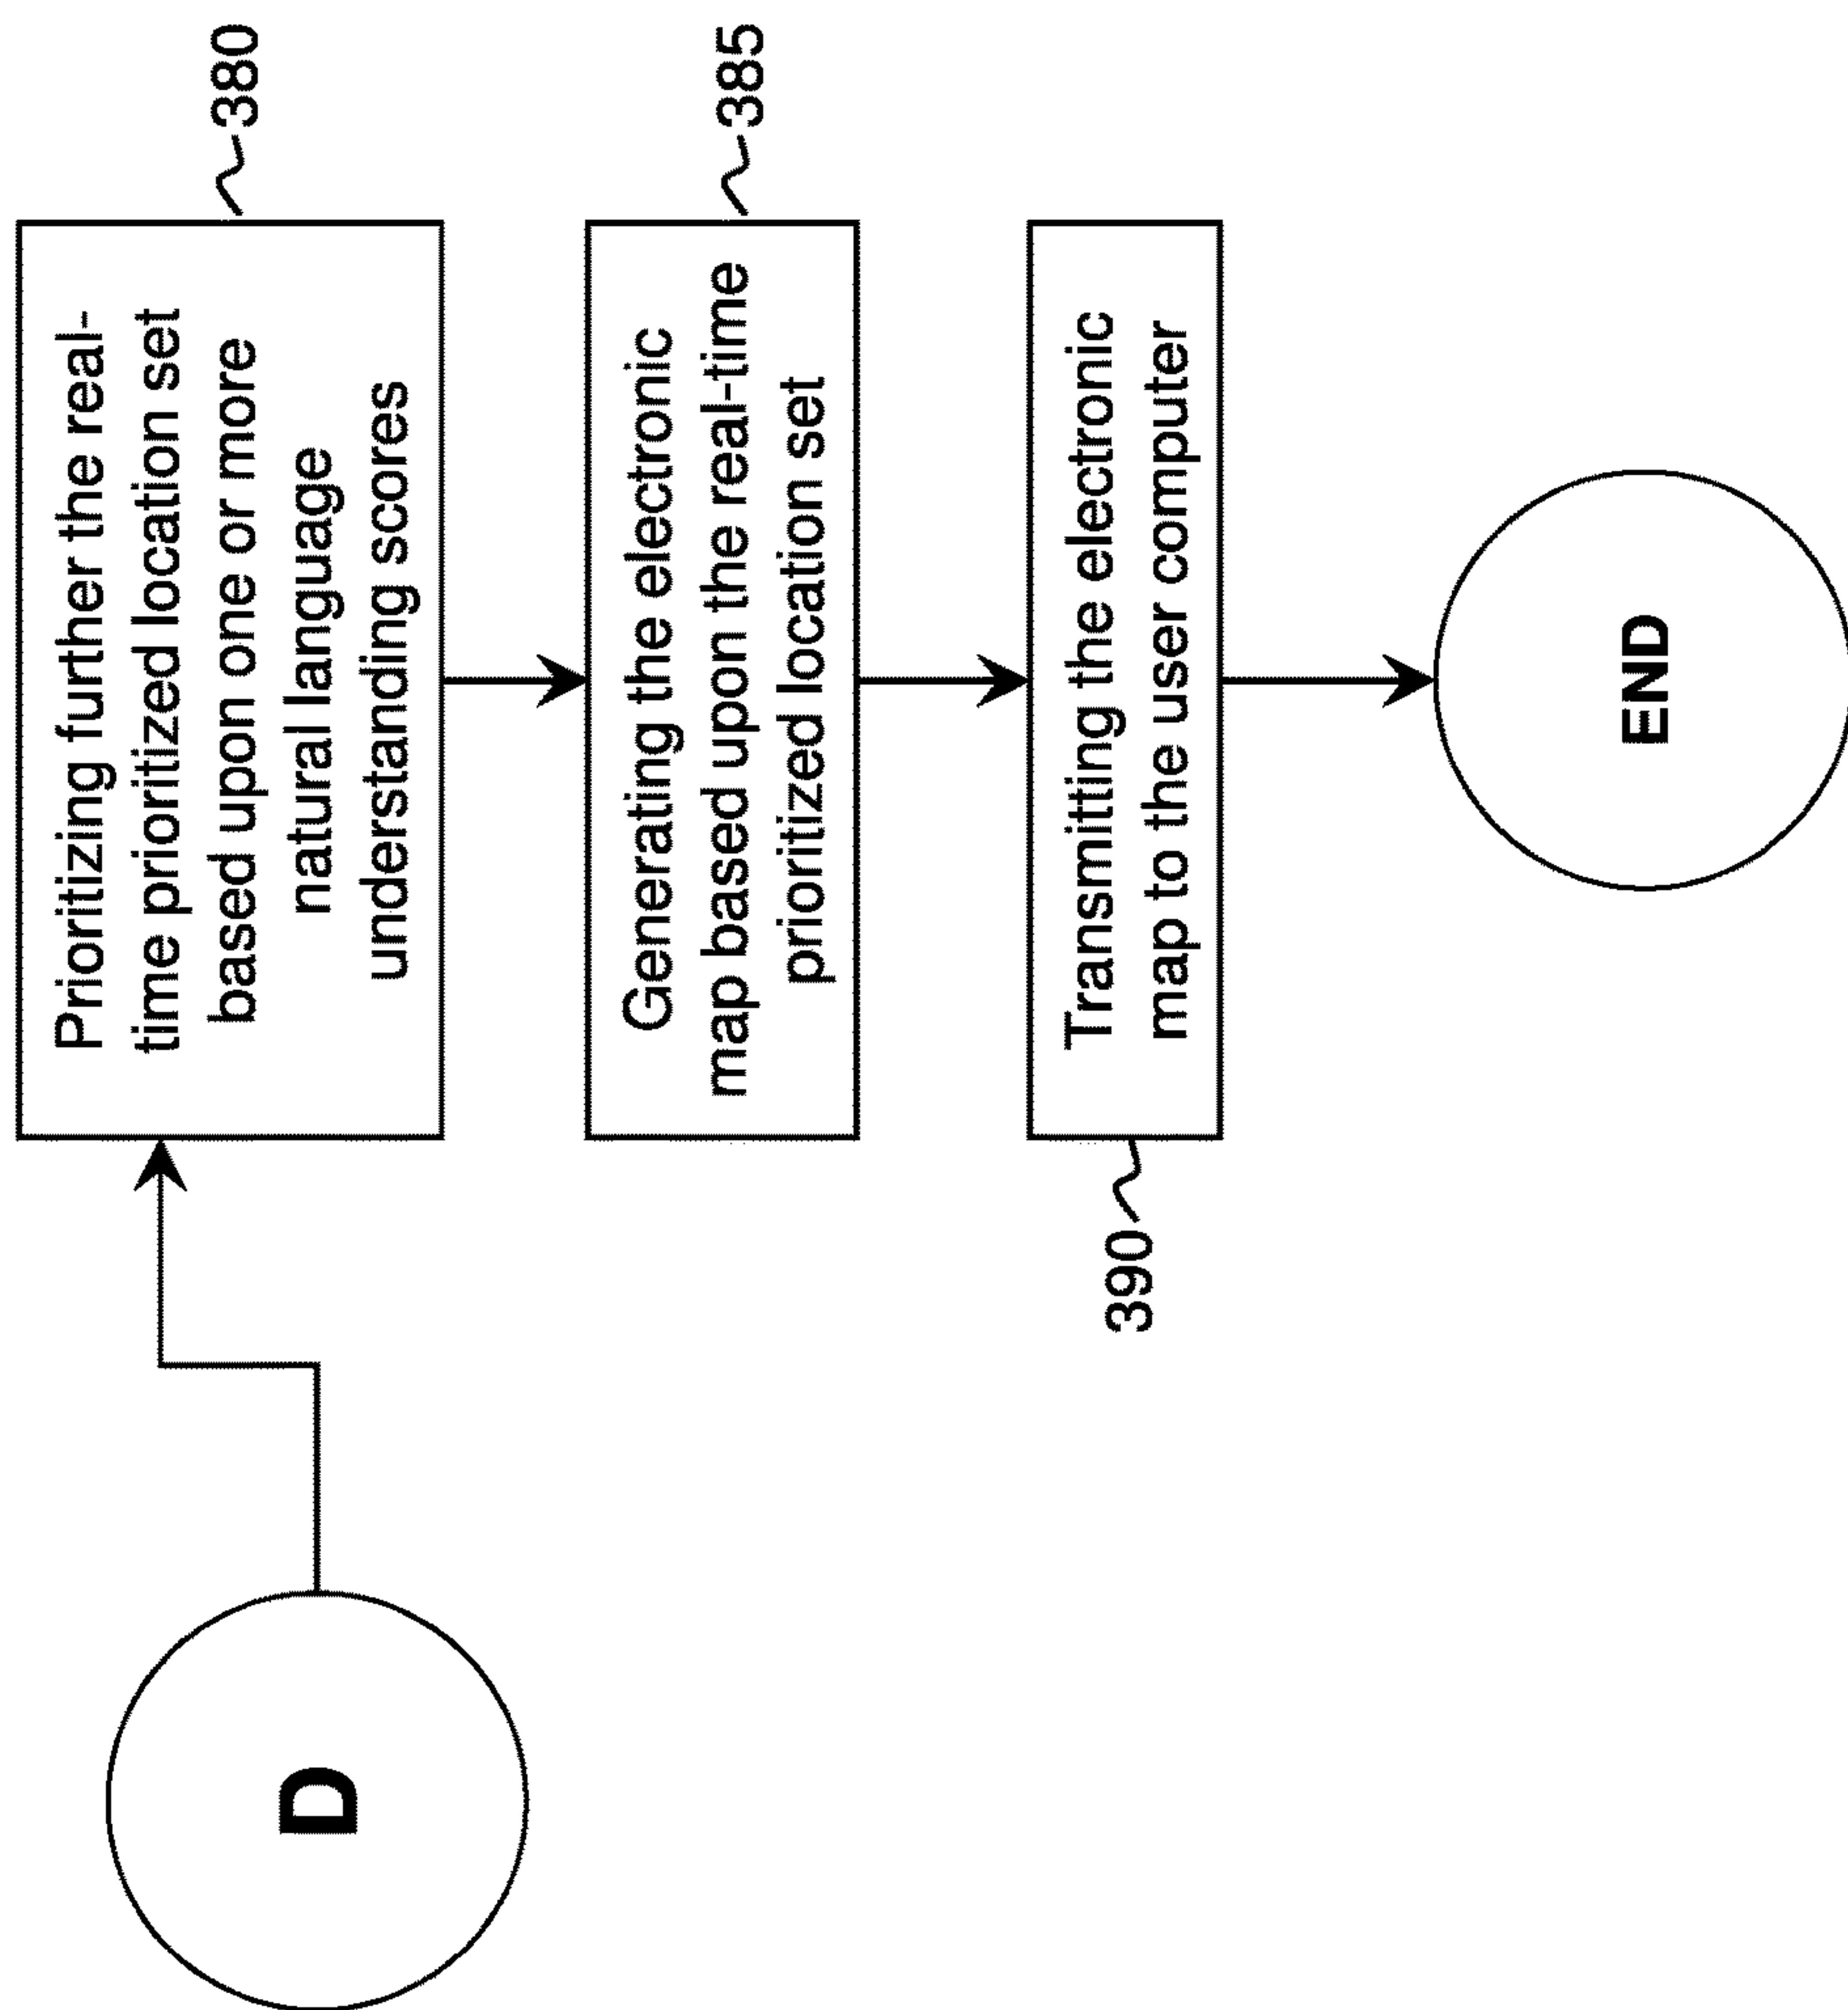 D
Prioritizing further the real-
time prioritized location set
based upon one or more
natural language
understanding scores
380
Generating the electronic
map based upon the real-time
prioritized location set
385
Transmitting the electronic
map to the user computer
390
END